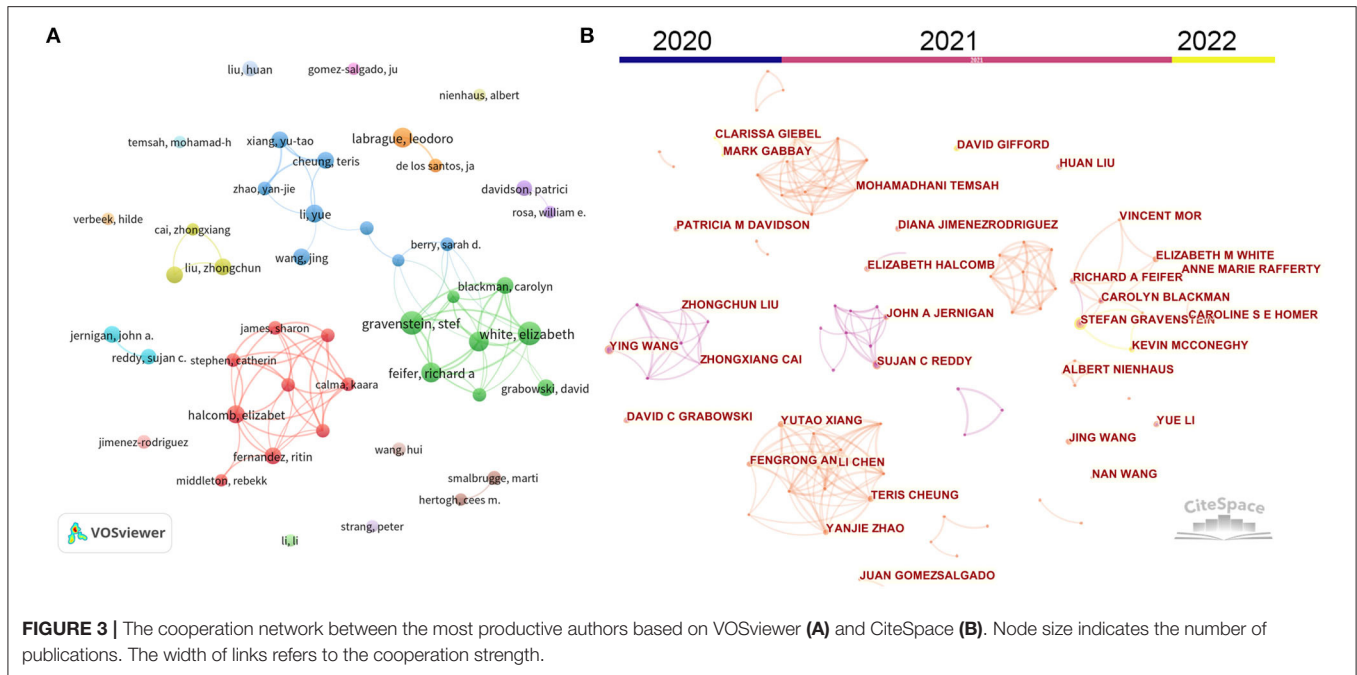 A
B
2020
2021
2022
2021
liu, huan
gomez-salgado, ju
nienhaus, albert
temsah, mohamad-h
xiang, yu-tao
labrague, leodoro
cheung, teris
de los santos, ja
zhao, yan-jie
davidson, patrici
rosa, william e.
verbeek, hilde
li, yue
cai, zhongxiang
berry, sarah d.
wang, jing
liu, zhongchun
blackman, carolyn
gravenstein, stef
white, elizabeth
jernigan, john a.
james, sharon
reddy, sujan c.
stephen, catherin
feifer, richard a
calma, kaara
grabowski, david
halcomb, elizabet
jimenez-rodriguez
fernandez, ritin
wang, hui
middleton, rebekk
smalbrugge, marti
hertogh, cees m.
strang, peter
li, li
VOSviewer
CLARISSA GIEBEL
MARK GABBAY
DAVID GIFFORD
HUAN LIU
MOHAMADHANI TEMSAH
PATRICIA M DAVIDSON
DIANA JIMENEZRODRIGUEZ
VINCENT MOR
ELIZABETH HALCOMB
ELIZABETH M WHITE
ANNE MARIE RAFFERTY
RICHARD A FEIFER
ZHONGCHUN LIU
CAROLYN BLACKMAN
JOHN A JERNIGAN
CAROLINE S E HOMER
STEFAN GRAVENSTEIN
YING WANG
KEVIN MCCONEGHY
ZHONGXIANG CAI
SUJAN C REDDY
ALBERT NIENHAUS
DAVID C GRABOWSKI
YUTAO XIANG
YUE LI
JING WANG
FENGRONG AN
LI CHEN
NAN WANG
TERIS CHEUNG
YANJIE ZHAO
CiteSpace
JUAN GOMEZSALGADO
FIGURE 3 | The cooperation network between the most productive authors based on VOSviewer (A) and CiteSpace (B). Node size indicates the number of
publications. The width of links refers to the cooperation strength.